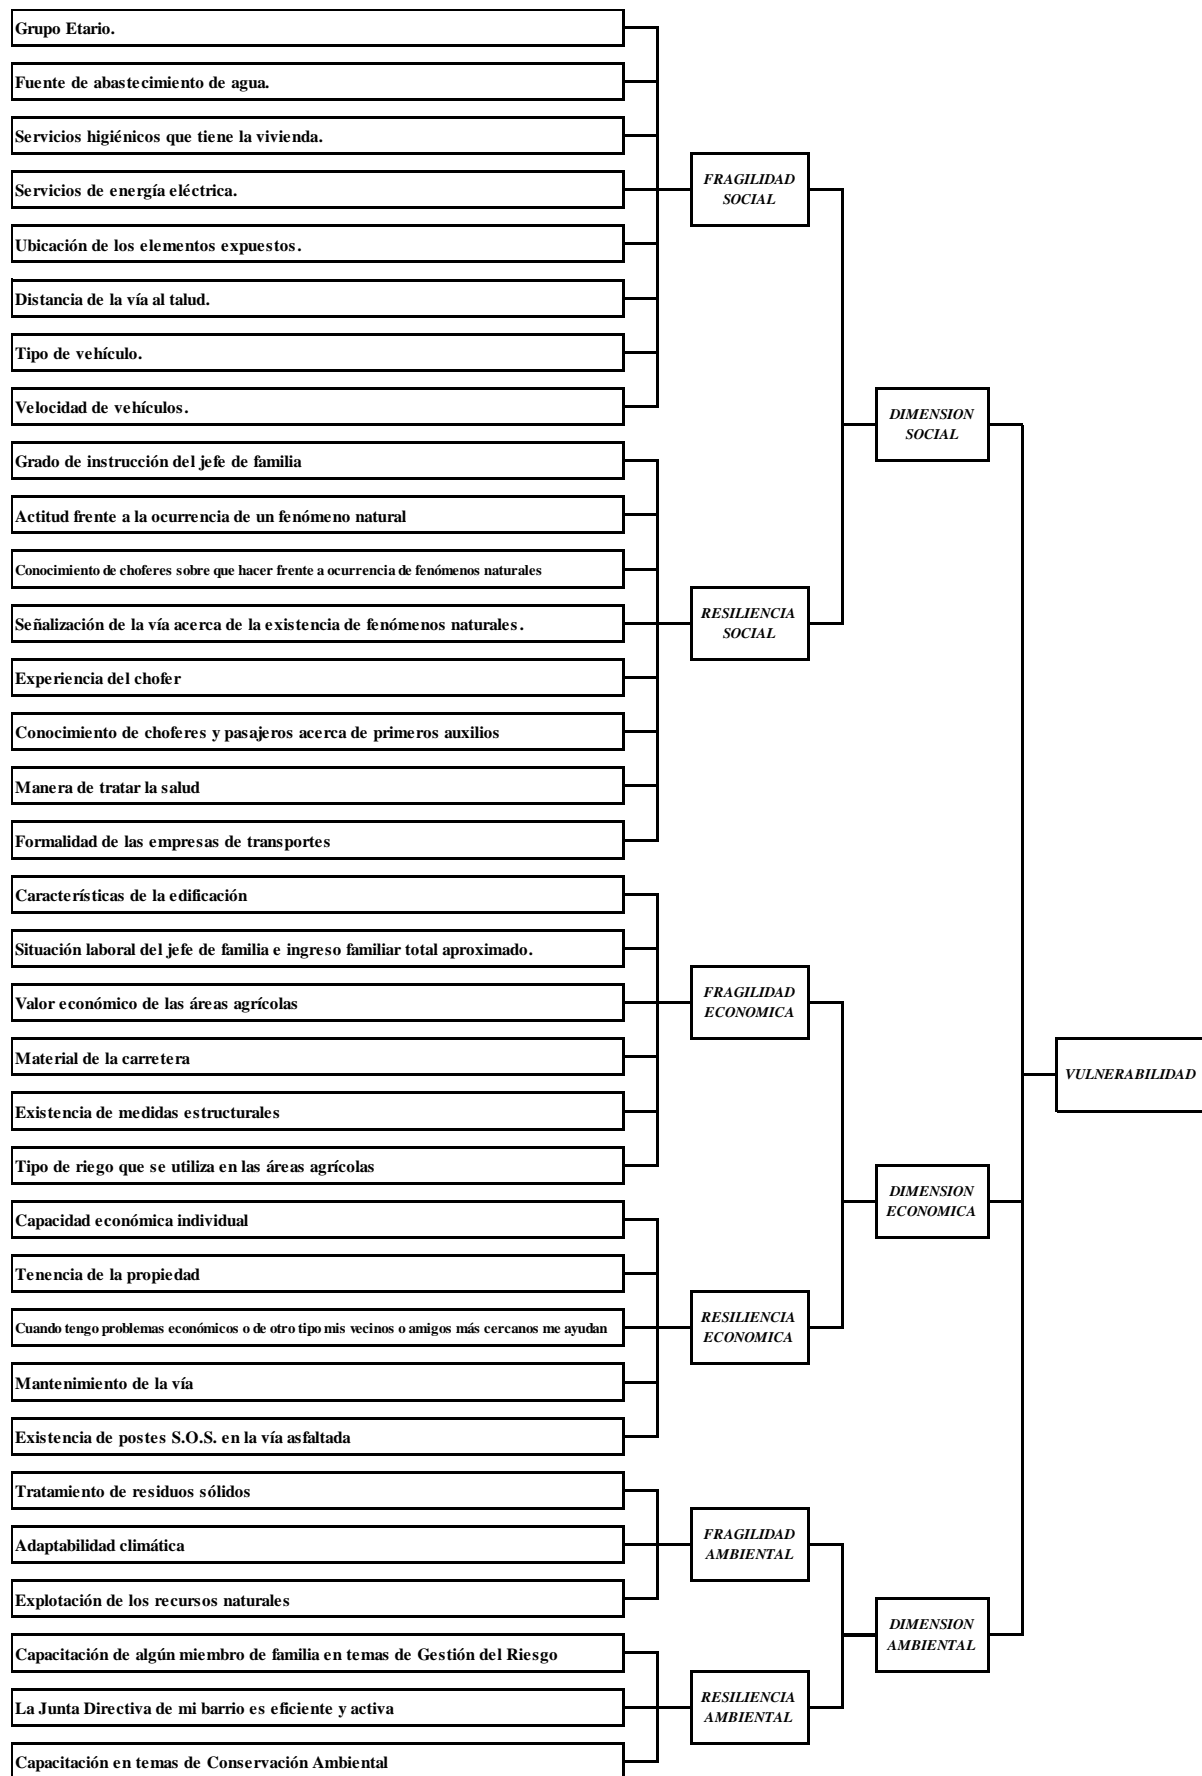 Grupo Etario.
Fuente de abastecimiento de agua.
Servicios higiénicos que tiene la vivienda.
Servicios de energía eléctrica.
Ubicación de los elementos expuestos.
Distancia de la vía al talud.
Tipo de vehículo.
Velocidad de vehículos.
FRAGILIDAD
SOCIAL
Grado de instrucción del jefe de familia
Actitud frente a la ocurrencia de un fenómeno natural
Conocimiento de choferes sobre que hacer frente a ocurrencia de fenómenos naturales
Señalización de la vía acerca de la existencia de fenómenos naturales.
Experiencia del chofer
Conocimiento de choferes y pasajeros acerca de primeros auxilios
Manera de tratar la salud
Formalidad de las empresas de transportes
RESILIENCIA
SOCIAL
DIMENSION
SOCIAL
Características de la edificación
Situación laboral del jefe de familia e ingreso familiar total aproximado.
Valor económico de las áreas agrícolas
Material de la carretera
Existencia de medidas estructurales
Tipo de riego que se utiliza en las áreas agrícolas
FRAGILIDAD
ECONOMICA
Capacidad económica individual
Tenencia de la propiedad
Cuando tengo problemas económicos o de otro tipo mis vecinos o amigos más cercanos me ayudan
Mantenimiento de la vía
Existencia de postes S.O.S. en la vía asfaltada
RESILIENCIA
ECONOMICA
DIMENSION
ECONOMICA
Tratamiento de residuos sólidos
Adaptabilidad climática
Explotación de los recursos naturales
FRAGILIDAD
AMBIENTAL
Capacitación de algún miembro de familia en temas de Gestión del Riesgo
La Junta Directiva de mi barrio es eficiente y activa
Capacitación en temas de Conservación Ambiental
RESILIENCIA
AMBIENTAL
DIMENSION
AMBIENTAL
VULNERABILIDAD